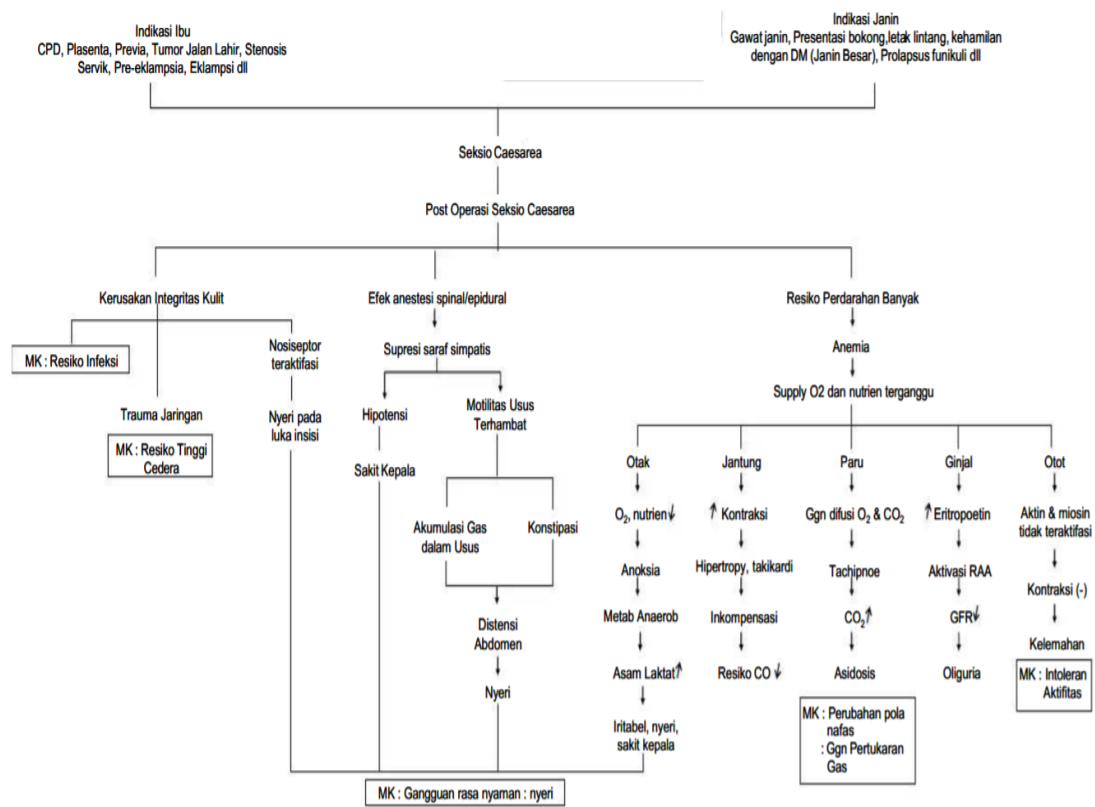 Indikasi Ibu
CPD, Plasenta, Previa, Tumor Jalan Lahir, Stenosis
Servik, Pre-eklampsia, Eklampsi dll
Indikasi Janin
Gawat janin, Presentasi bokong,letak lintang, kehamilan
dengan DM (Janin Besar), Prolapsus funikuli dll
Seksio Caesarea
Post Operasi Seksio Caesarea
Kerusakan Integritas Kulit
Efek anestesi spinal/epidural
Resiko Perdarahan Banyak
MK : Resiko Infeksi
Nosiseptor
teraktifasi
Supresi saraf simpatis
Anemia
Trauma Jaringan
MK : Resiko Tinggi
Cedera
Nyeri pada
luka insisi
Hipotensi
Motilitas Usus
Terhambat
Supply O2 dan nutrien terganggu
Sakit Kepala
Akumulasi Gas
dalam Usus
Konstipasi
Distensi
Abdomen
Nyeri
Otak
O₂, nutrien↓
Anoksia
Metab Anaerob
Asam Laktat↑
Iritabel, nyeri,
sakit kepala
Jantung
↑ Kontraksi
Hipertropy, takikardi
Inkompensasi
Resiko CO ↓
Paru
Ggn difusi O₂ & CO₂
Tachipnoe
CO₂↑
Asidosis
MK : Perubahan pola
nafas
: Ggn Pertukaran
Gas
Ginjal
↑ Eritropoetin
Aktivasi RAA
GFR↓
Oliguria
Otot
Aktin & miosin
tidak teraktifasi
Kontraksi (-)
Kelemahan
MK : Intoleran
Aktifitas
MK : Gangguan rasa nyaman : nyeri